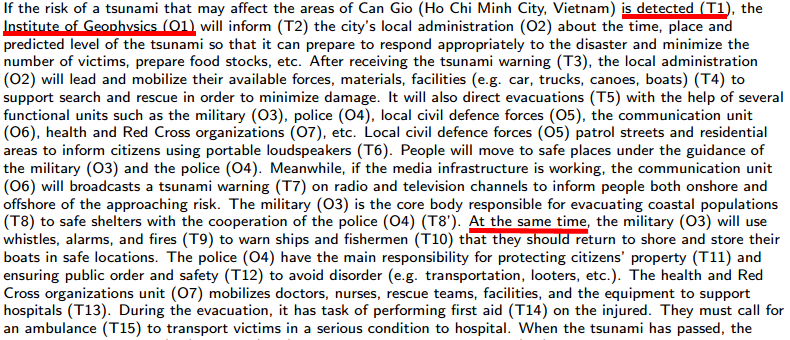 If the risk of a tsunami that may affect the areas of Can Gio (Ho Chi Minh City, Vietnam) is detected (T1), the
Institute of Geophysics (O1) will inform (T2) the city's local administration (O2) about the time, place and
predicted level of the tsunami so that it can prepare to respond appropriately to the disaster and minimize the
number of victims, prepare food stocks, etc. After receiving the tsunami warning (T3), the local administration
(O2) will lead and mobilize their available forces, materials, facilities (e.g. car, trucks, canoes, boats) (T4) to
support search and rescue in order to minimize damage. It will also direct evacuations (T5) with the help of several
functional units such as the military (O3), police (O4), local civil defence forces (O5), the communication unit
(O6), health and Red Cross organizations (O7), etc. Local civil defence forces (O5) patrol streets and residential
areas to inform citizens using portable loudspeakers (T6). People will move to safe places under the guidance of
the military (O3) and the police (O4). Meanwhile, if the media infrastructure is working, the communication unit
(O6) will broadcasts a tsunami warning (T7) on radio and television channels to inform people both onshore and
offshore of the approaching risk. The military (O3) is the core body responsible for evacuating coastal populations
(T8) to safe shelters with the cooperation of the police (O4) (T8'). At the same time, the military (O3) will use
whistles, alarms, and fires (T9) to warn ships and fishermen (T10) that they should return to shore and store their
boats in safe locations. The police (O4) have the main responsibility for protecting citizens' property (T11) and
ensuring public order and safety (T12) to avoid disorder (e.g. transportation, looters, etc.). The health and Red
Cross organizations unit (O7) mobilizes doctors, nurses, rescue teams, facilities, and the equipment to support
hospitals (T13). During the evacuation, it has task of performing first aid (T14) on the injured. They must call for
an ambulance (T15) to transport victims in a serious condition to hospital. When the tsunami has passed, the